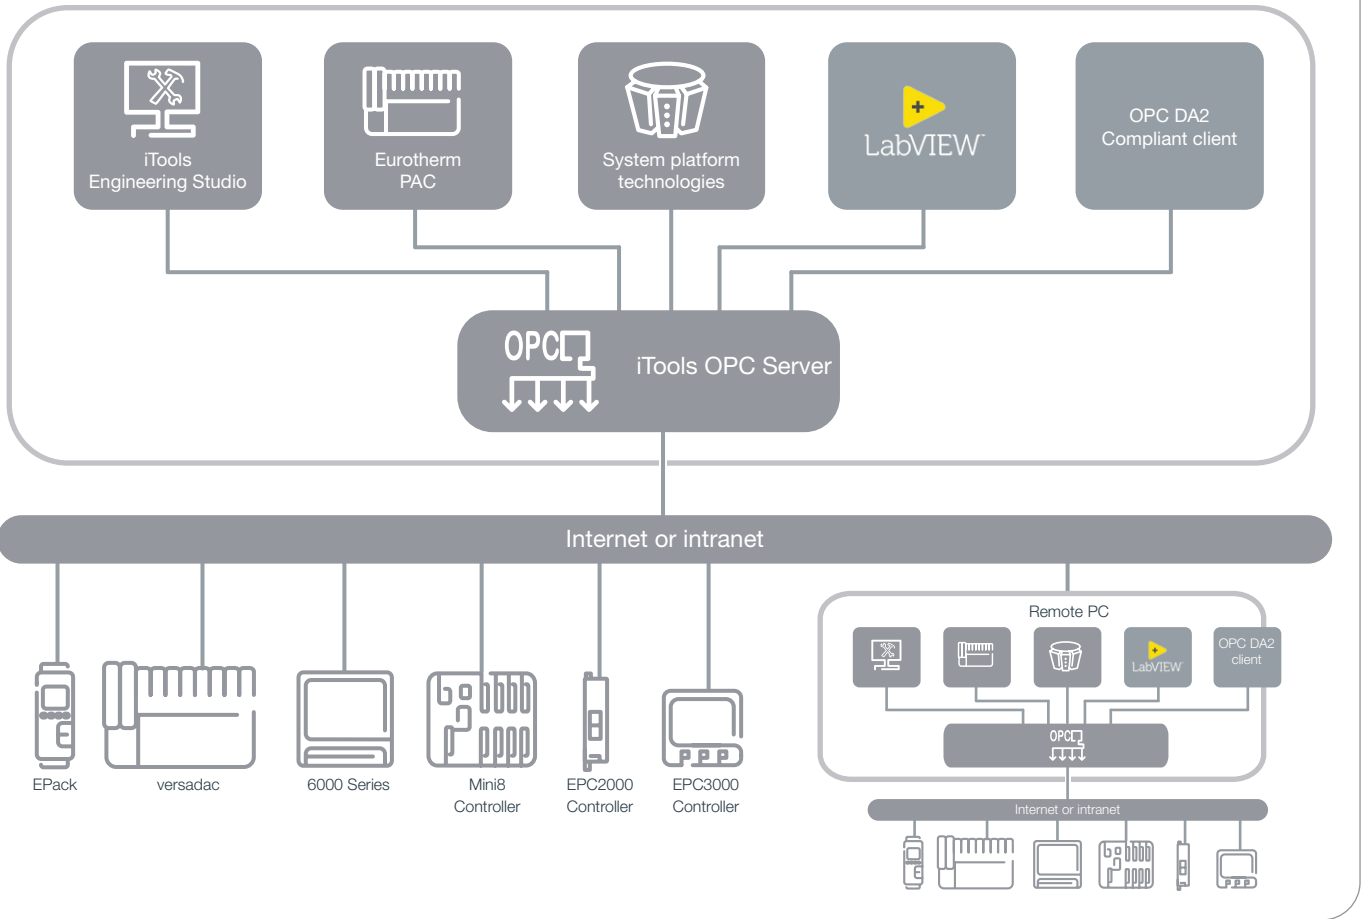 iTools
Engineering Studio
Eurotherm
PAC
System platform
technologies
LabVIEW™
OPC DA2
Compliant client
OPC
iTools OPC Server
Internet or intranet
EPack
versadac
6000 Series
Mini8
Controller
EPC2000
Controller
EPC3000
Controller
Remote PC
LabVIEW™
OPC DA2
client
OPC
Internet or intranet